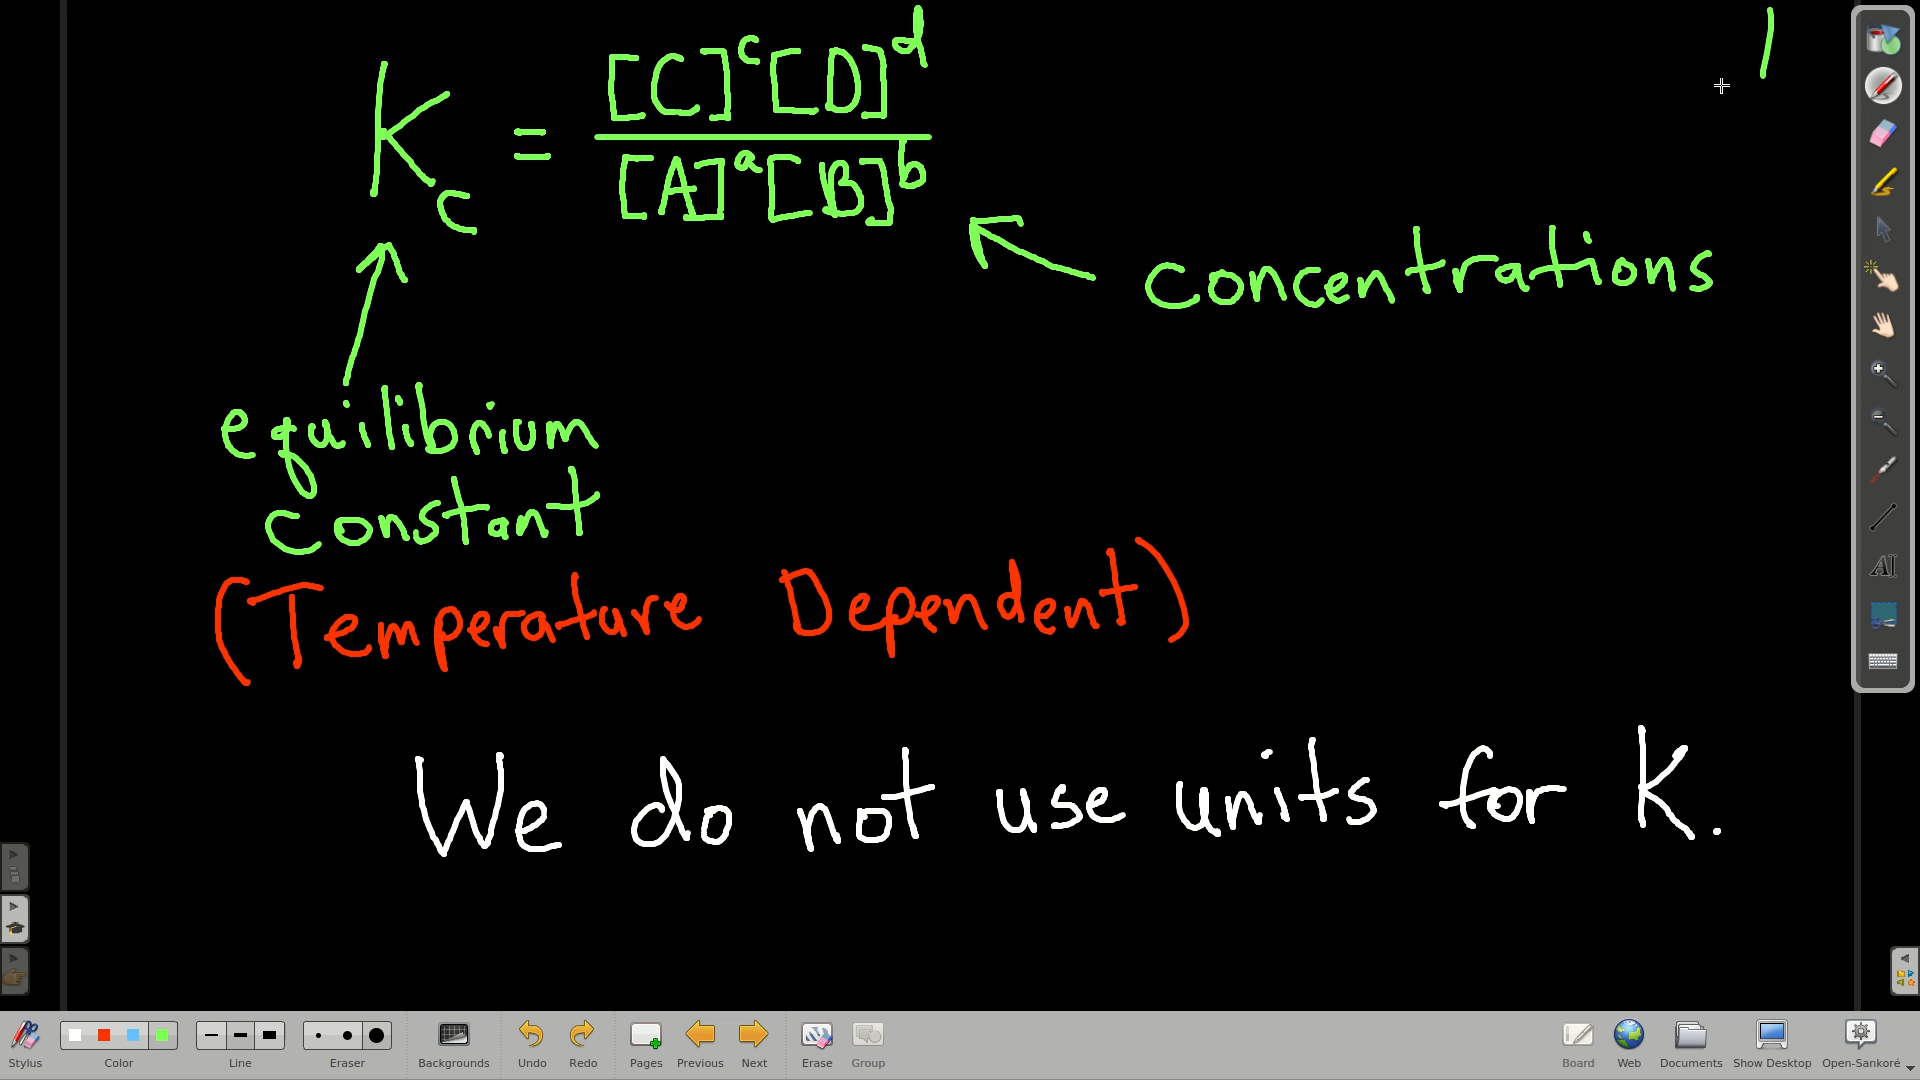 K_c = [C]^c [D]^d / [A]^a [B]^b
concentrations
equilibrium
constant
(Temperature Dependent)
We do not use units for K.
Stylus Color Line Eraser Backgrounds Undo Redo Pages Previous Next Erase Group Board Web Documents Show Desktop Open-Sankoré